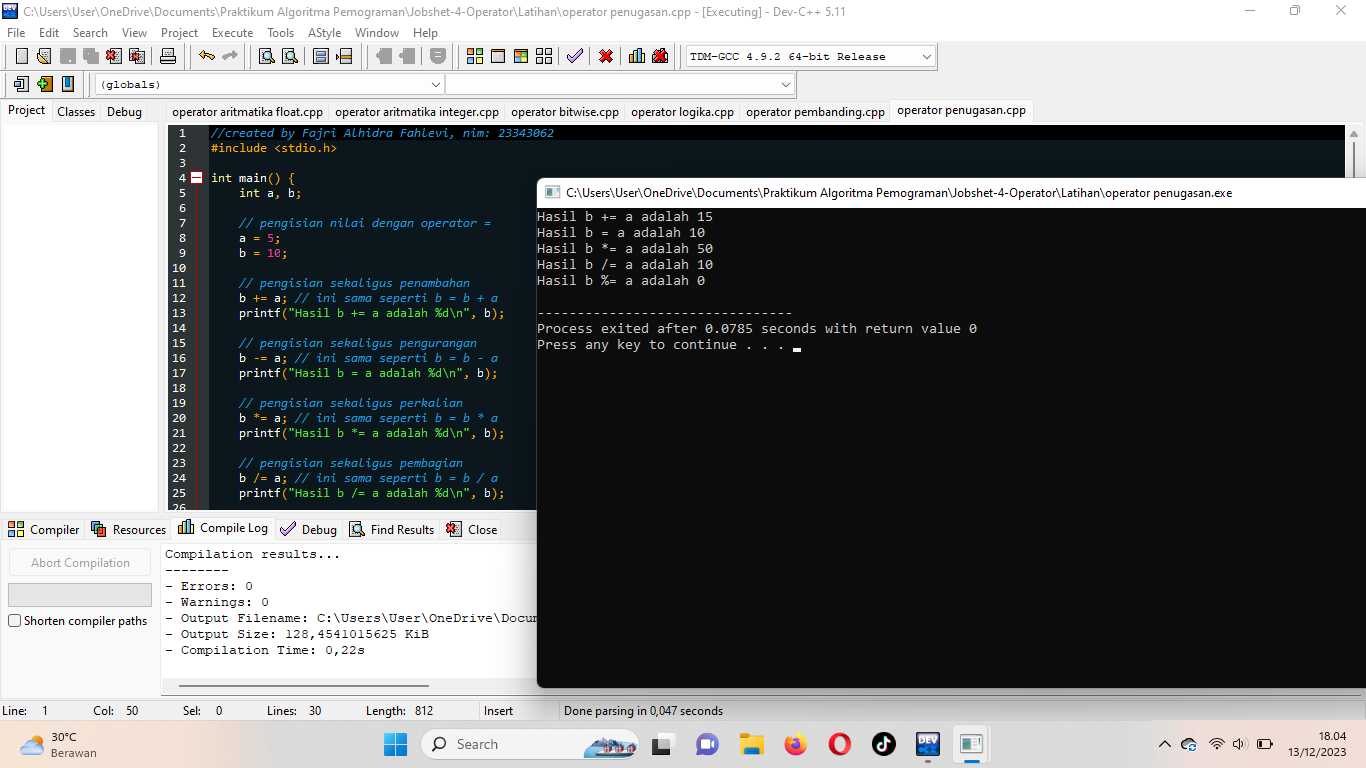 C:\Users\User\OneDrive\Documents\Praktikum Algoritma Pemograman\Jobshet-4-Operator\Latihan\operator penugasan.cpp - [Executing] - Dev-C++ 5.11
File Edit Search View Project Execute Tools AStyle Window Help
TDM-GCC 4.9.2 64-bit Release
(globals)
Project Classes Debug
operator aritmatika float.cpp operator aritmatika integer.cpp operator bitwise.cpp operator logika.cpp operator pembanding.cpp operator penugasan.cpp
1 //created by Fajri Alhidra Fahlevi, nim: 23343062
2 #include <stdio.h>
3
4 int main() {
5 int a, b;
6
7 // pengisian nilai dengan operator =
8 a = 5;
9 b = 10;
10
11 // pengisian sekaligus penambahan
12 b += a; // ini sama seperti b = b + a
13 printf("Hasil b += a adalah %d\n", b);
14
15 // pengisian sekaligus pengurangan
16 b -= a; // ini sama seperti b = b - a
17 printf("Hasil b = a adalah %d\n", b);
18
19 // pengisian sekaligus perkalian
20 b *= a; // ini sama seperti b = b * a
21 printf("Hasil b *= a adalah %d\n", b);
22
23 // pengisian sekaligus pembagian
24 b /= a; // ini sama seperti b = b / a
25 printf("Hasil b /= a adalah %d\n", b);
26
C:\Users\User\OneDrive\Documents\Praktikum Algoritma Pemograman\Jobshet-4-Operator\Latihan\operator penugasan.exe
Hasil b += a adalah 15
Hasil b = a adalah 10
Hasil b *= a adalah 50
Hasil b /= a adalah 10
Hasil b %= a adalah 0
--------------------------------
Process exited after 0.0785 seconds with return value 0
Press any key to continue . . .
Compiler Resources Compile Log Debug Find Results Close
Abort Compilation
Shorten compiler paths
Compilation results...
--------
- Errors: 0
- Warnings: 0
- Output Filename: C:\Users\User\OneDrive\Docum
- Output Size: 128,4541015625 KiB
- Compilation Time: 0,22s
Line: 1 Col: 50 Sel: 0 Lines: 30 Length: 812 Insert Done parsing in 0,047 seconds
30°C
Berawan
Search
DEV
18.04
13/12/2023